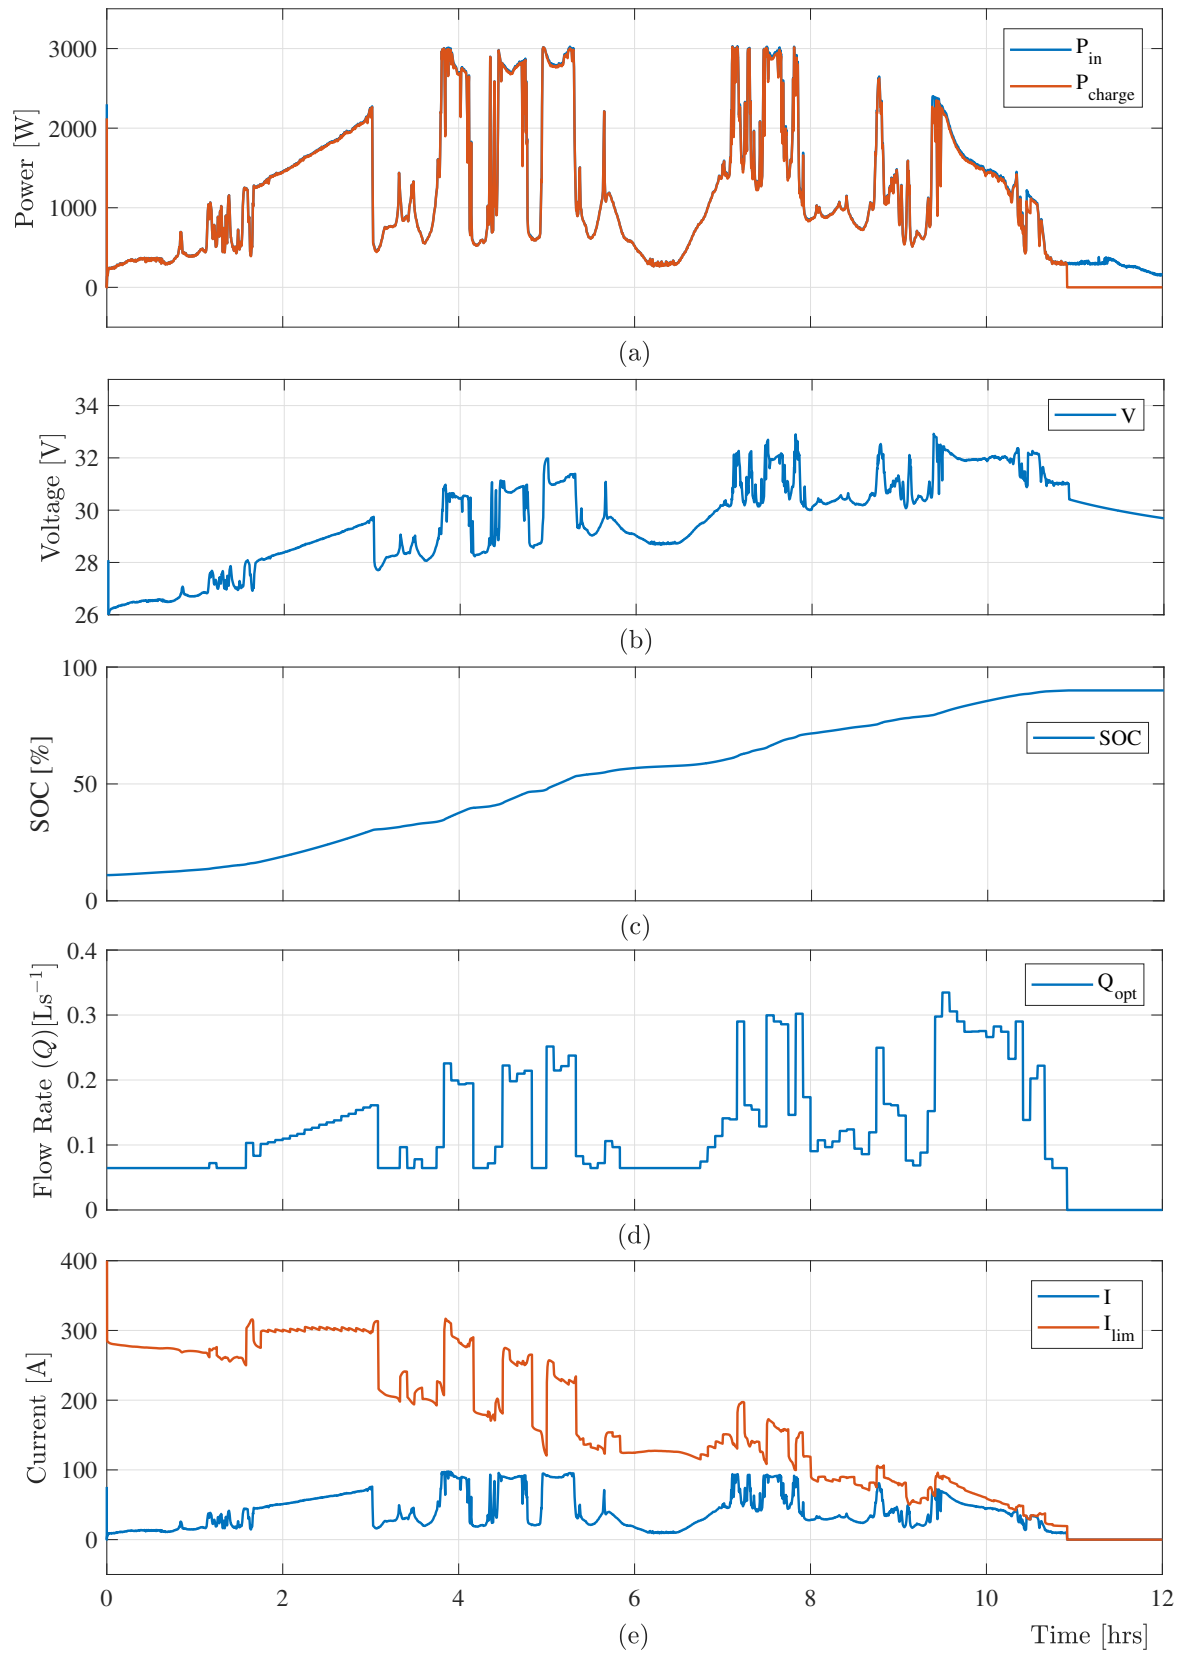 3000
2000
1000
0
Power [W]
P_in
P_charge
(a)
34
32
30
28
26
Voltage [V]
V
(b)
100
50
0
SOC [%]
SOC
(c)
0.4
0.3
0.2
0.1
0
Flow Rate (Q)[Ls⁻¹]
Q_opt
(d)
400
300
200
100
0
Current [A]
I
I_lim
0 2 4 6 8 10 12
(e)
Time [hrs]